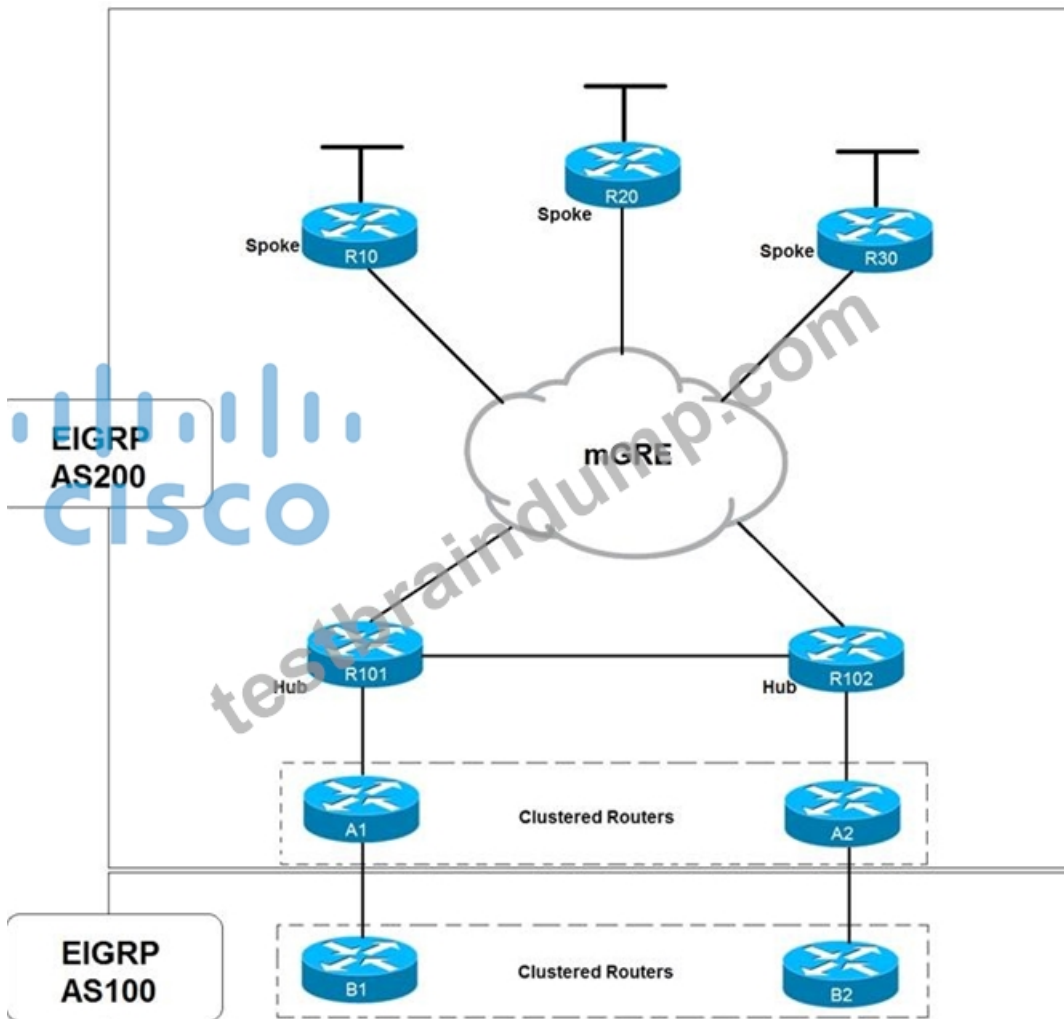 R20
Spoke
Spoke
R10
Spoke
R30
EIGRP
AS200
CISCO
mGRE
testbraindump.com
R101
Hub
R102
Hub
A1
Clustered Routers
A2
EIGRP
AS100
B1
Clustered Routers
B2